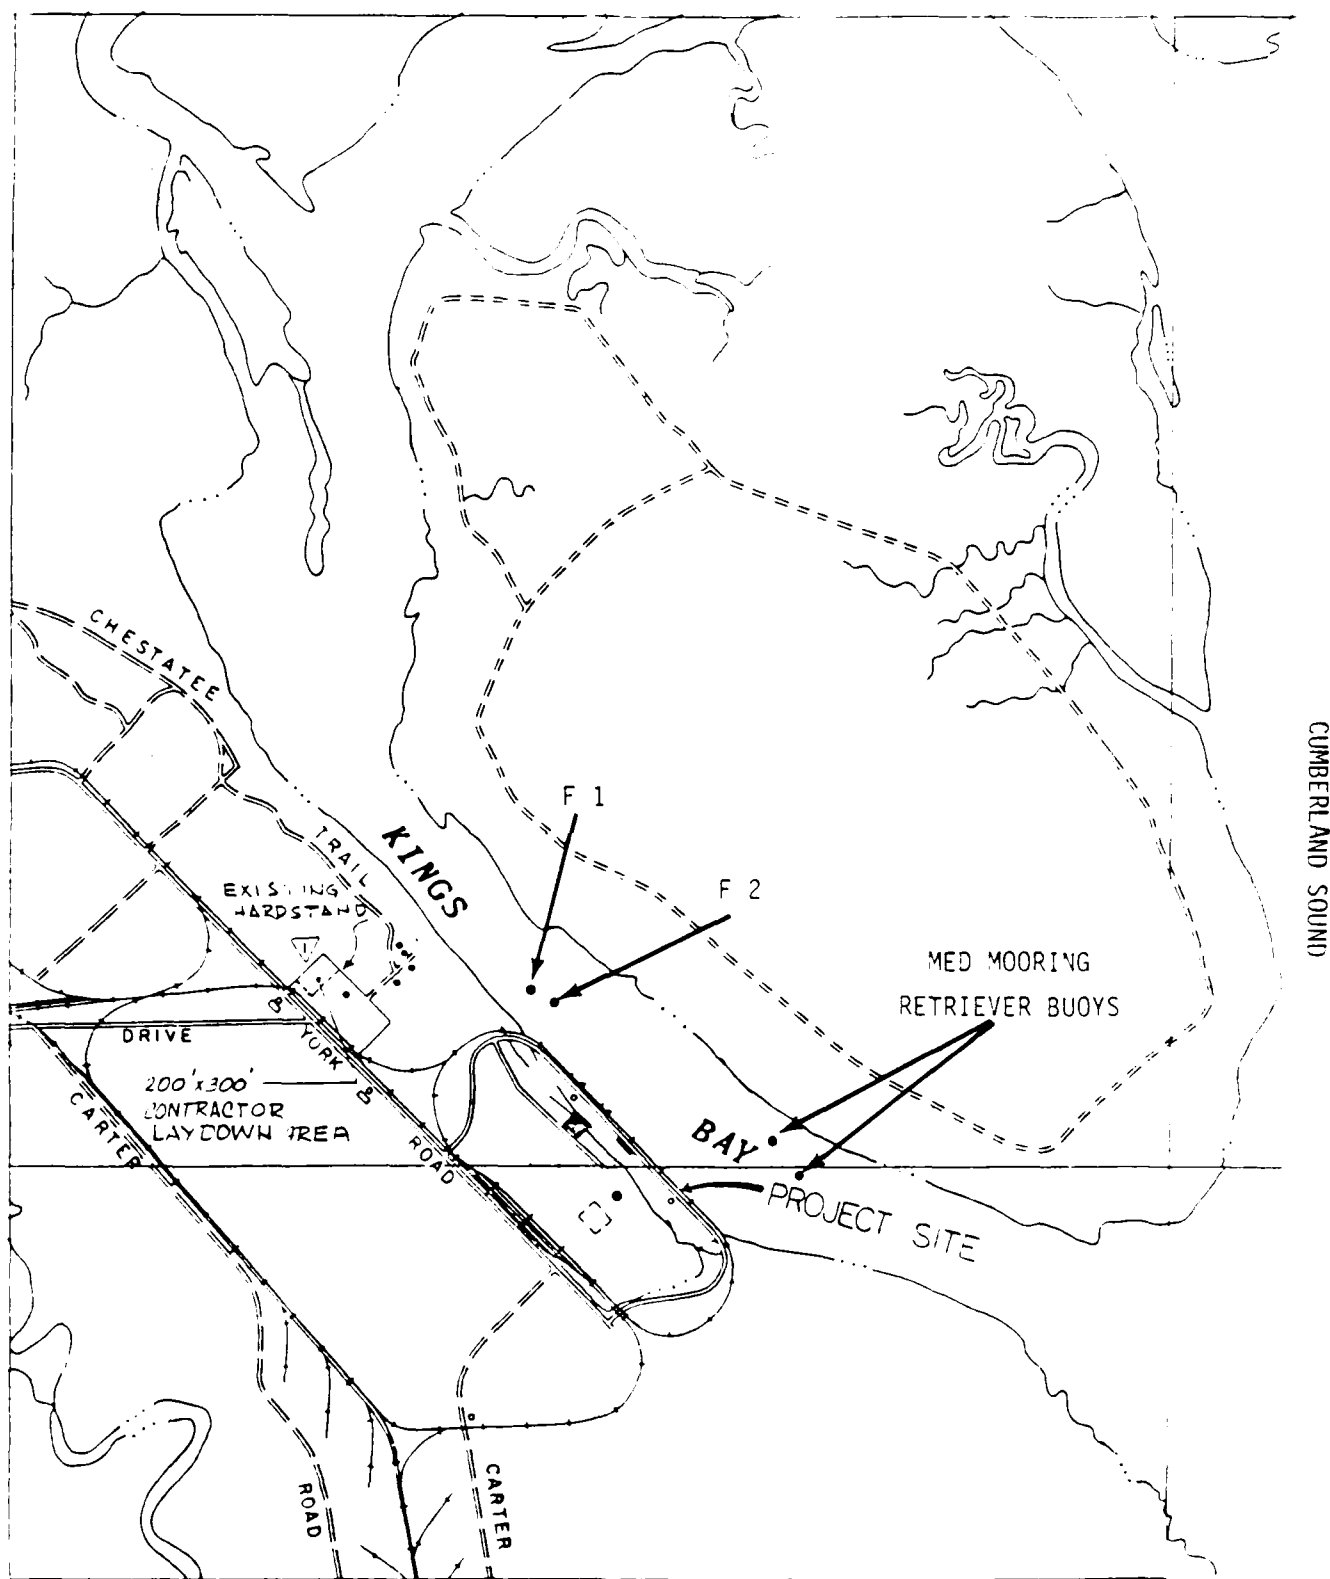 S
CHESTATEE
TRAIL
KINGS
F 1
F 2
CUMBERLAND SOUND
EXISTING
HARDSTAND
1
MED MOORING
RETRIEVER BUOYS
DRIVE
YORK
200'x300'
CONTRACTOR
LAYDOWN AREA
CARTER
ROAD
BAY
PROJECT SITE
ROAD
CARTER